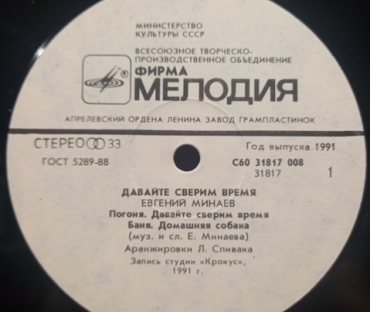 МИНИСТЕРСТВО
КУЛЬТУРЫ СССР
ВСЕСОЮЗНОЕ ТВОРЧЕСКО-
ПРОИЗВОДСТВЕННОЕ ОБЪЕДИНЕНИЕ
ФИРМА
МЕЛОДИЯ
АПРЕЛЕВСКИЙ ОРДЕНА ЛЕНИНА ЗАВОД ГРАМПЛАСТИНОК
СТЕРЕО 33
Год выпуска 1991
ГОСТ 5289-88
С60 31817 008
31817 1
ДАВАЙТЕ СВЕРИМ ВРЕМЯ
ЕВГЕНИЙ МИНАЕВ
Погоня. Давайте сверим время
Баня. Домашняя собака
(муз. и сл. Е. Минаева)
Аранжировки Л. Спивака
Запись студии «Крокус»,
1991 г.